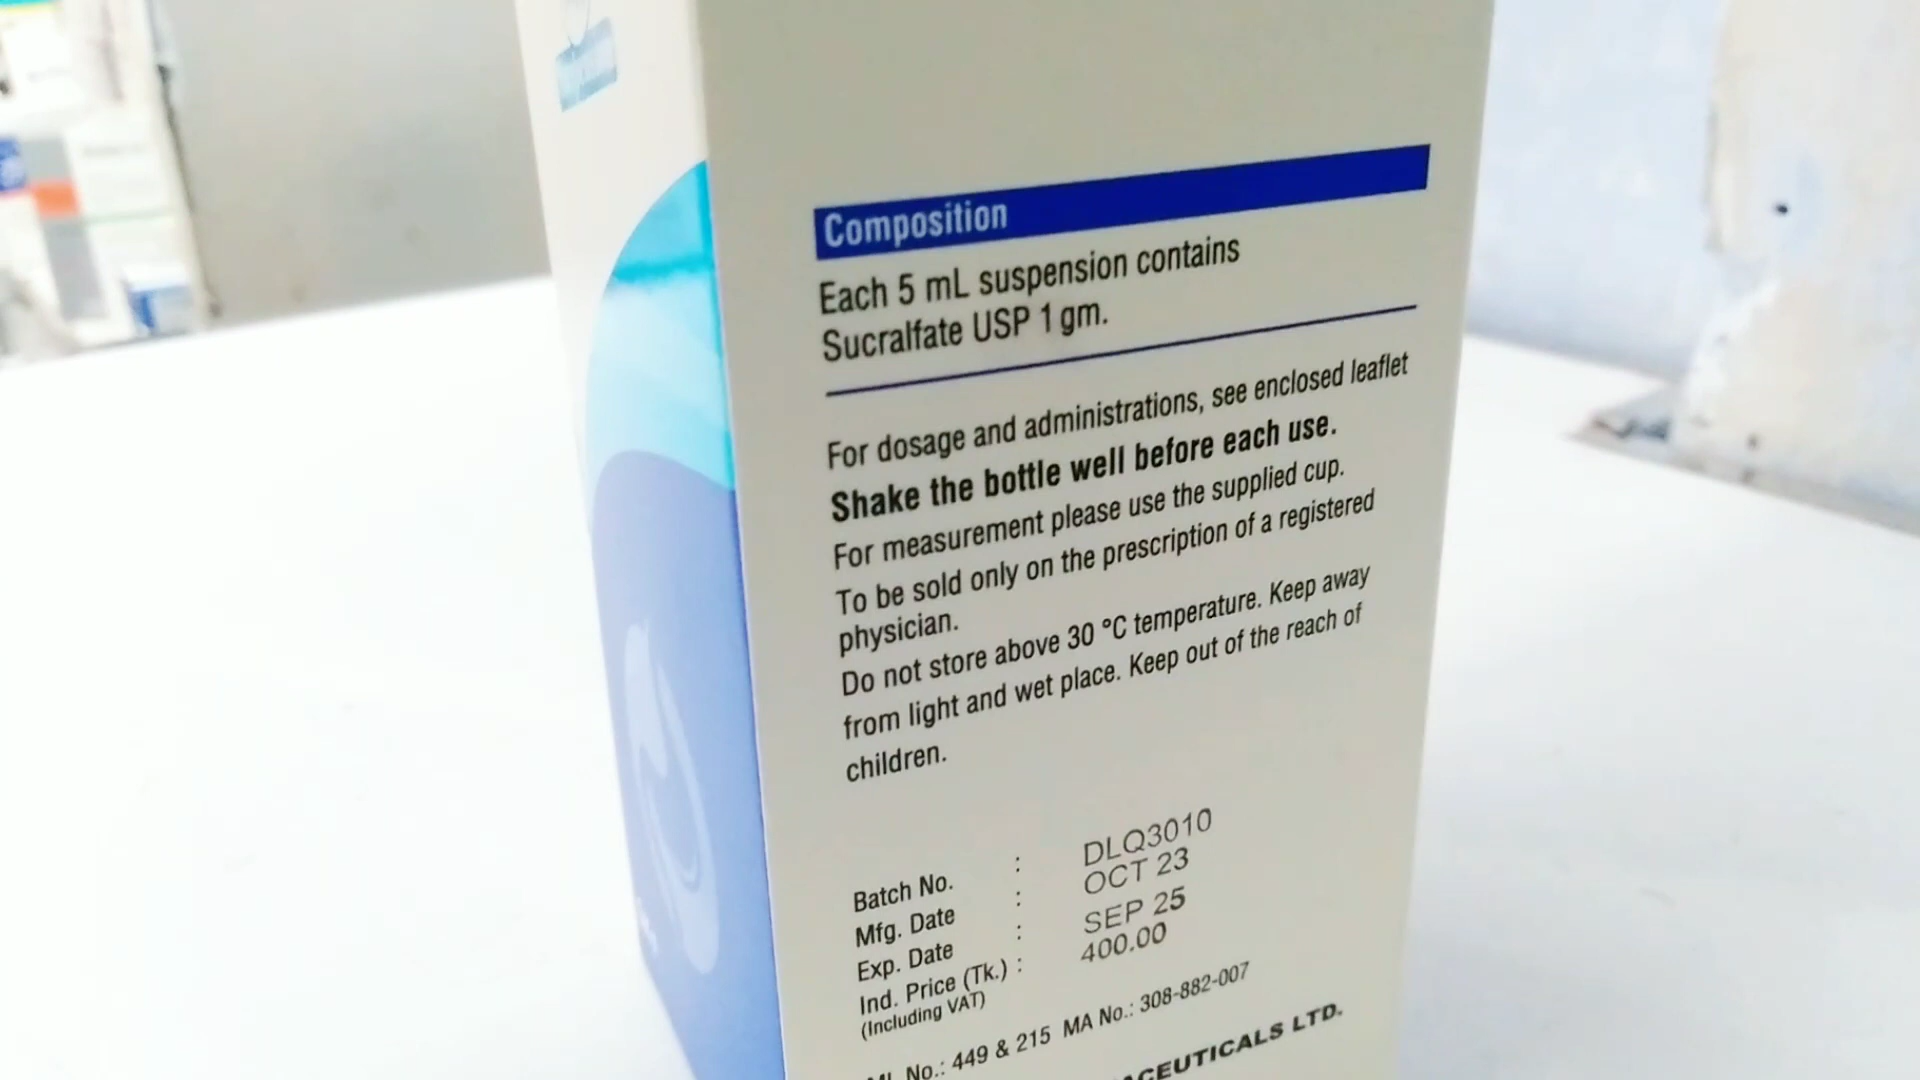 Composition
Each 5 mL suspension contains
Sucralfate USP 1 gm.
For dosage and administrations, see enclosed leaflet
Shake the bottle well before each use.
For measurement please use the supplied cup.
To be sold only on the prescription of a registered
physician.
Do not store above 30 °C temperature. Keep away
from light and wet place. Keep out of the reach of
children.
Batch No. : DLQ3010
Mfg. Date : OCT 23
Exp. Date : SEP 25
Ind. Price (Tk.) : 400.00
(Including VAT)
No.: 449 & 215 MA No.: 308-882-007
LTD.